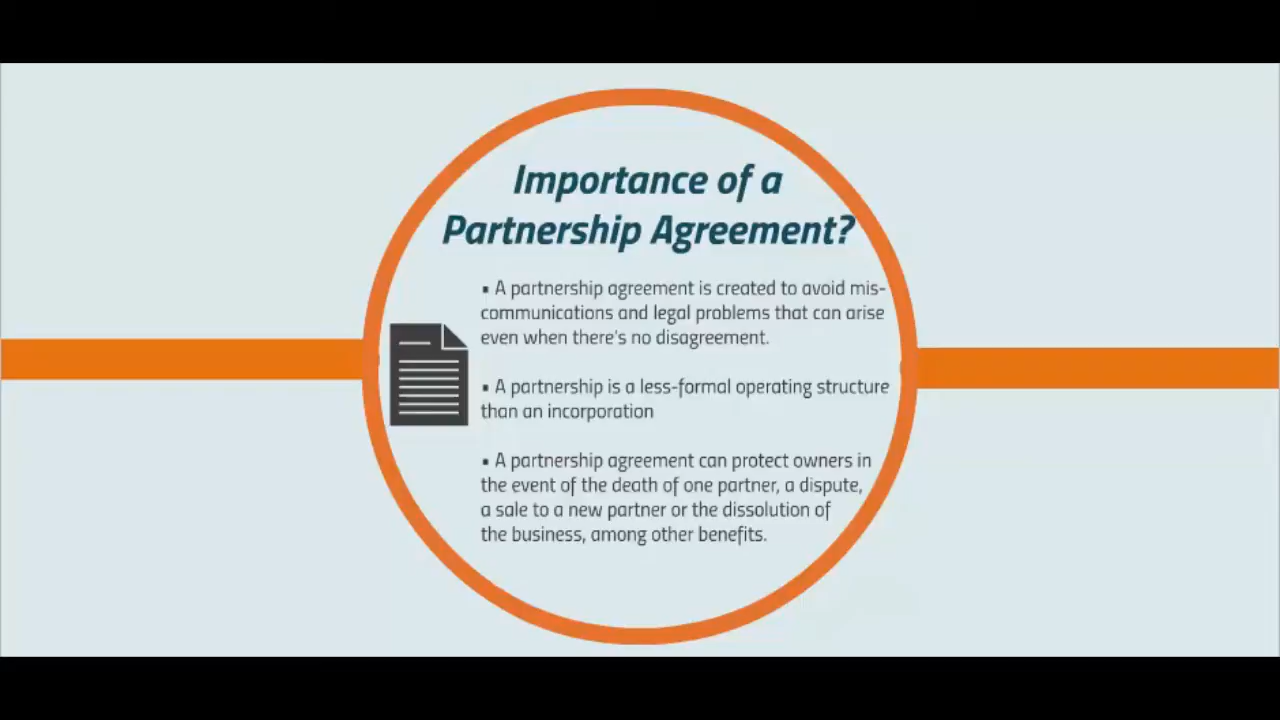 Importance of a
Partnership Agreement?
▪ A partnership agreement is created to avoid mis-
communications and legal problems that can arise
even when there's no disagreement.
▪ A partnership is a less-formal operating structure
than an incorporation
▪ A partnership agreement can protect owners in
the event of the death of one partner, a dispute,
a sale to a new partner or the dissolution of
the business, among other benefits.